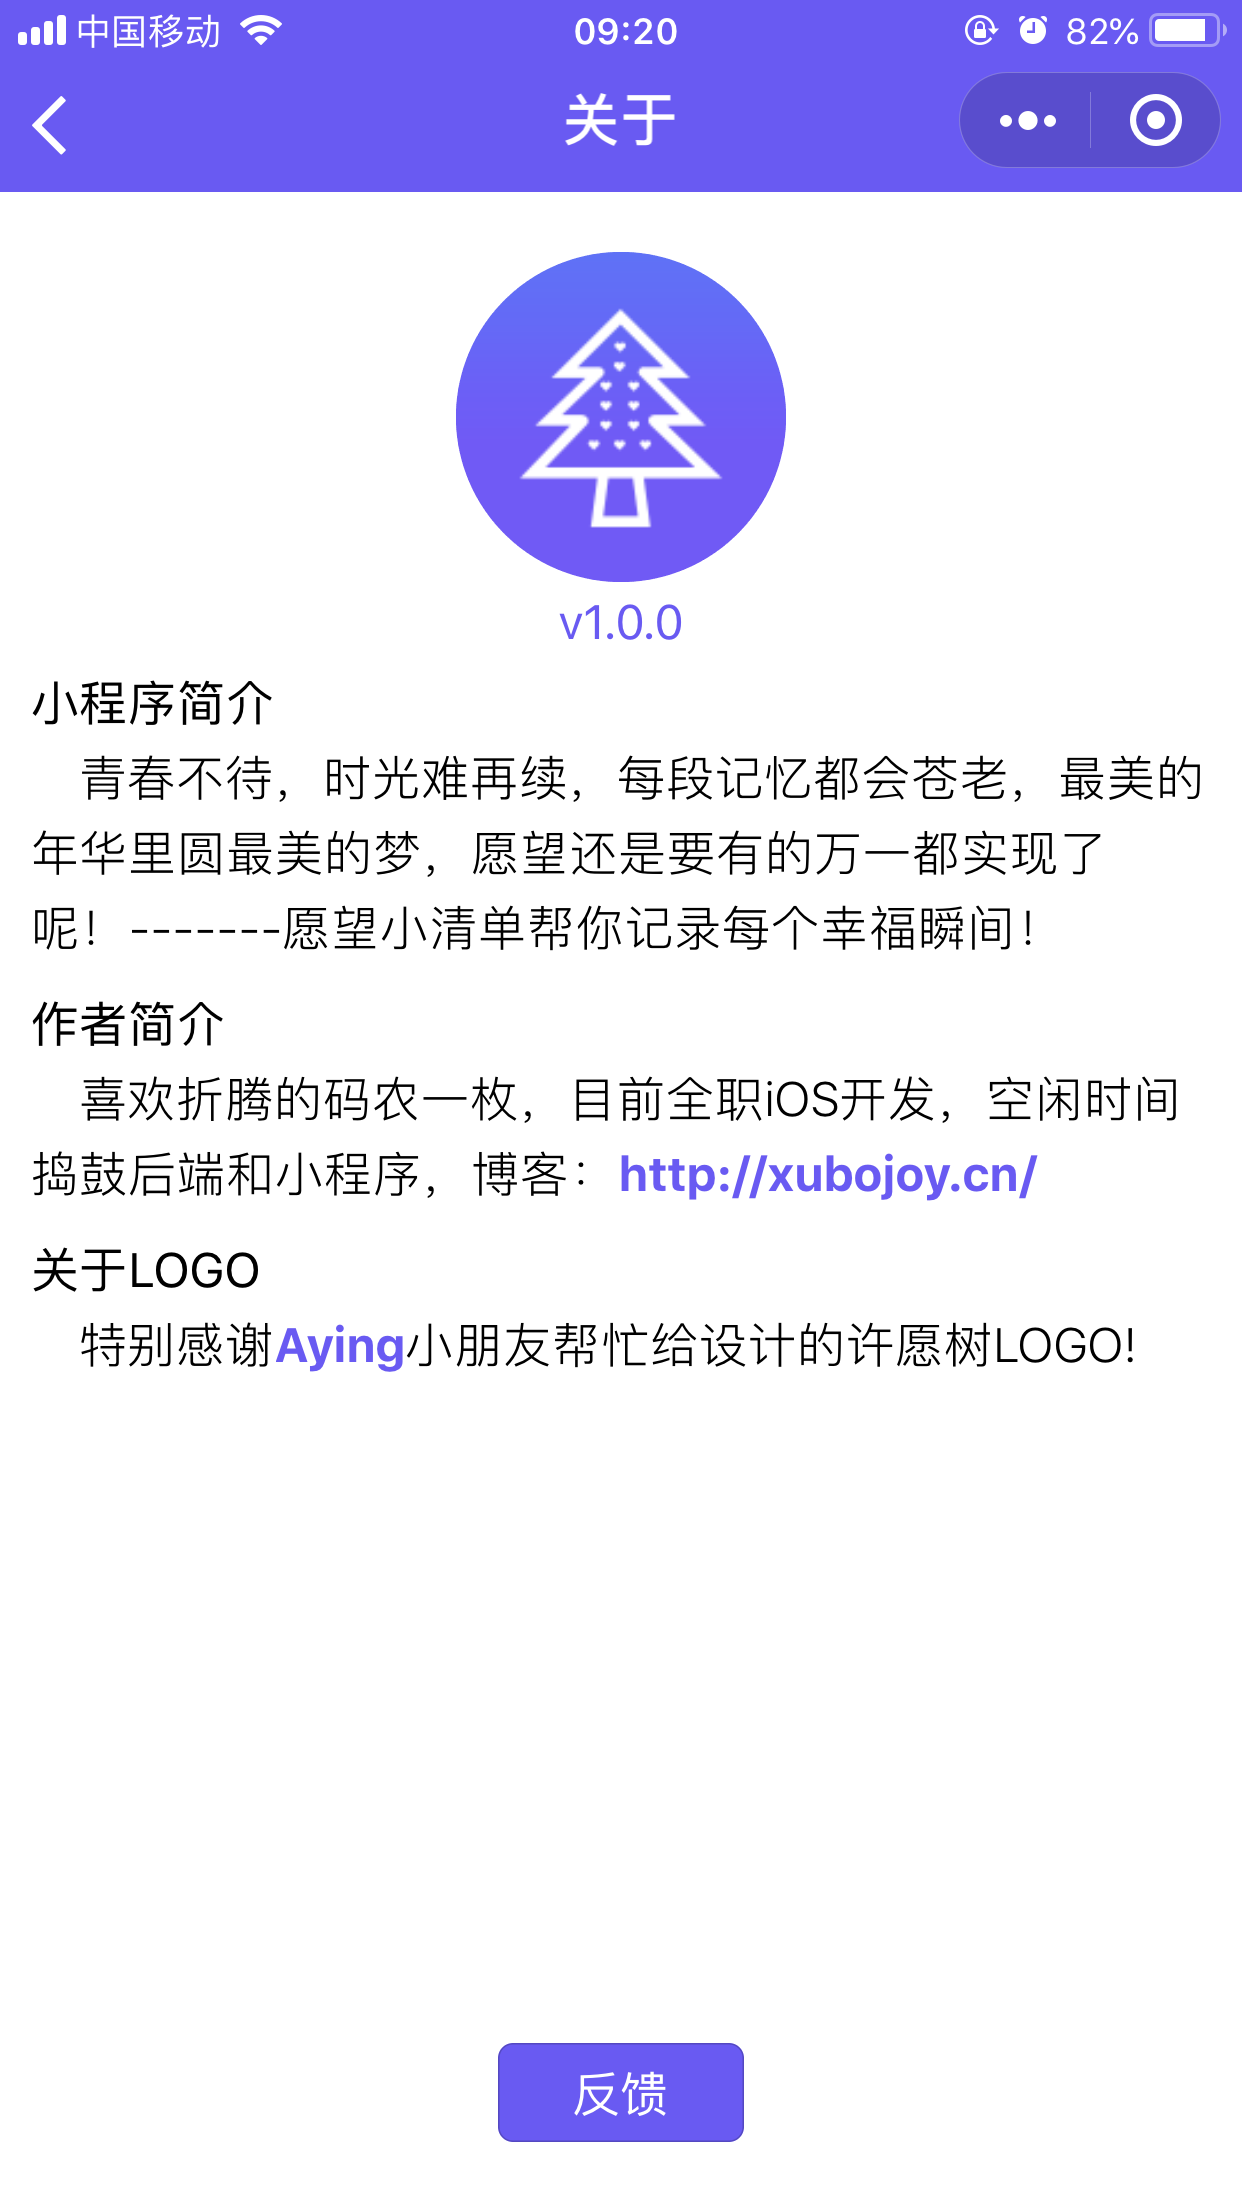 中国移动 09:20 82%
关于
v1.0.0
小程序简介
青春不待，时光难再续，每段记忆都会苍老，最美的
年华里圆最美的梦，愿望还是要有的万一都实现了
呢！-------愿望小清单帮你记录每个幸福瞬间！
作者简介
喜欢折腾的码农一枚，目前全职iOS开发，空闲时间
捣鼓后端和小程序，博客：http://xubojoy.cn/
关于LOGO
特别感谢Aying小朋友帮忙给设计的许愿树LOGO!
反馈